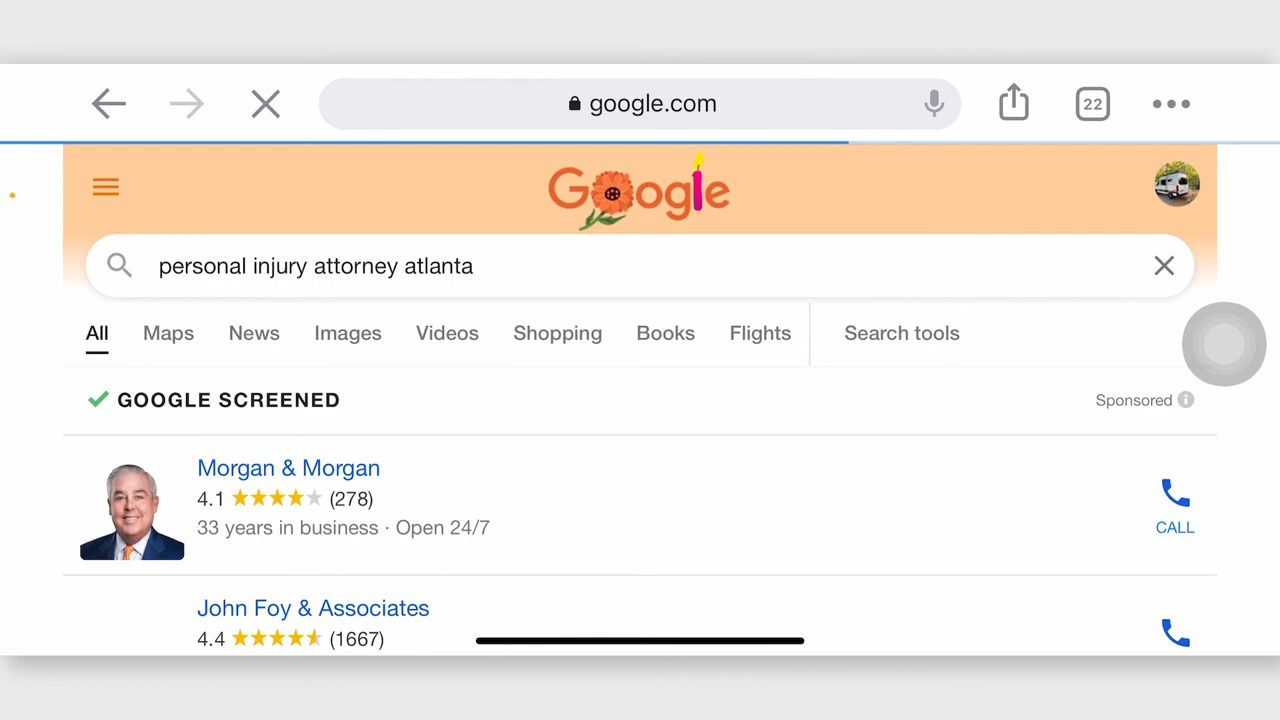 google.com
22
Google
personal injury attorney atlanta
All Maps News Images Videos Shopping Books Flights Search tools
GOOGLE SCREENED Sponsored
Morgan & Morgan
4.1 (278)
33 years in business · Open 24/7
CALL
John Foy & Associates
4.4 (1667)